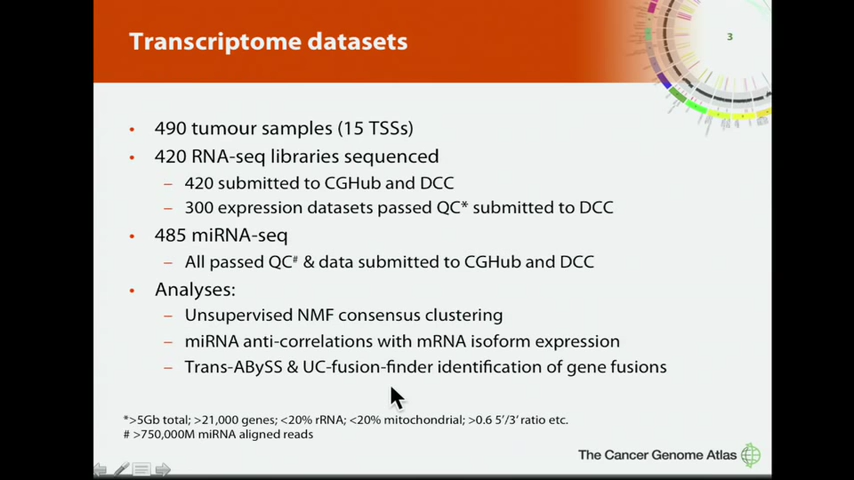 Transcriptome datasets
3
• 490 tumour samples (15 TSSs)
• 420 RNA-seq libraries sequenced
– 420 submitted to CGHub and DCC
– 300 expression datasets passed QC* submitted to DCC
• 485 miRNA-seq
– All passed QC# & data submitted to CGHub and DCC
• Analyses:
– Unsupervised NMF consensus clustering
– miRNA anti-correlations with mRNA isoform expression
– Trans-ABySS & UC-fusion-finder identification of gene fusions
*>5Gb total; >21,000 genes; <20% rRNA; <20% mitochondrial; >0.6 5'/3' ratio etc.
# >750,000M miRNA aligned reads
The Cancer Genome Atlas